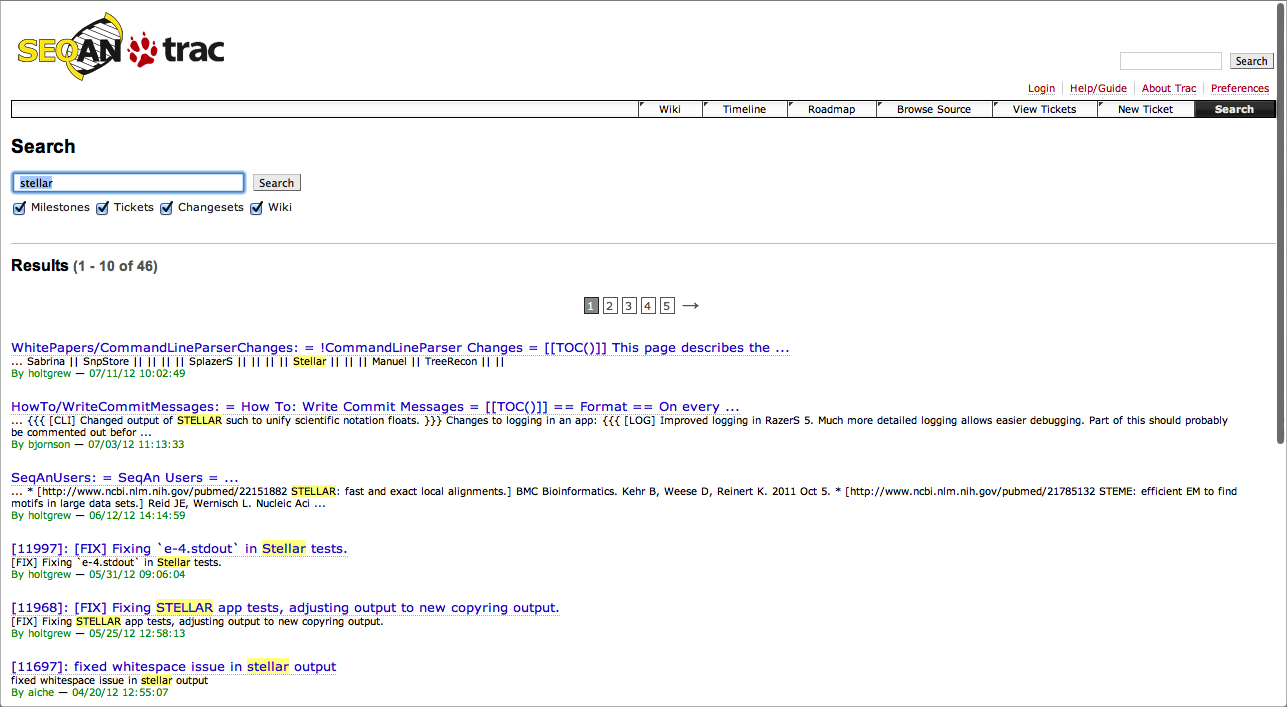 SEQAN trac
Search
Login Help/Guide About Trac Preferences
Wiki Timeline Roadmap Browse Source View Tickets New Ticket Search
Search
stellar Search
Milestones Tickets Changesets Wiki
Results (1 - 10 of 46)
1 2 3 4 5 →
WhitePapers/CommandLineParserChanges: = !CommandLineParser Changes = [[TOC()]] This page describes the ...
... Sabrina || SnpStore || || || || SplazerS || || || || Stellar || || || Manuel || TreeRecon || ||
By holtgrew — 07/11/12 10:02:49
HowTo/WriteCommitMessages: = How To: Write Commit Messages = [[TOC()]] == Format == On every ...
... {{{ [CLI] Changed output of STELLAR such to unify scientific notation floats. }}} Changes to logging in an app: {{{ [LOG] Improved logging in RazerS 5. Much more detailed logging allows easier debugging. Part of this should probably
be commented out befor ...
By bjornson — 07/03/12 11:13:33
SeqAnUsers: = SeqAn Users = ...
... * [http://www.ncbi.nlm.nih.gov/pubmed/22151882 STELLAR: fast and exact local alignments.] BMC Bioinformatics. Kehr B, Weese D, Reinert K. 2011 Oct 5. * [http://www.ncbi.nlm.nih.gov/pubmed/21785132 STEME: efficient EM to find
motifs in large data sets.] Reid JE, Wernisch L. Nucleic Aci ...
By holtgrew — 06/12/12 14:14:59
[11997]: [FIX] Fixing `e-4.stdout` in Stellar tests.
[FIX] Fixing `e-4.stdout` in Stellar tests.
By holtgrew — 05/31/12 09:06:04
[11968]: [FIX] Fixing STELLAR app tests, adjusting output to new copyring output.
[FIX] Fixing STELLAR app tests, adjusting output to new copyring output.
By holtgrew — 05/25/12 12:58:13
[11697]: fixed whitespace issue in stellar output
fixed whitespace issue in stellar output
By aiche — 04/20/12 12:55:07